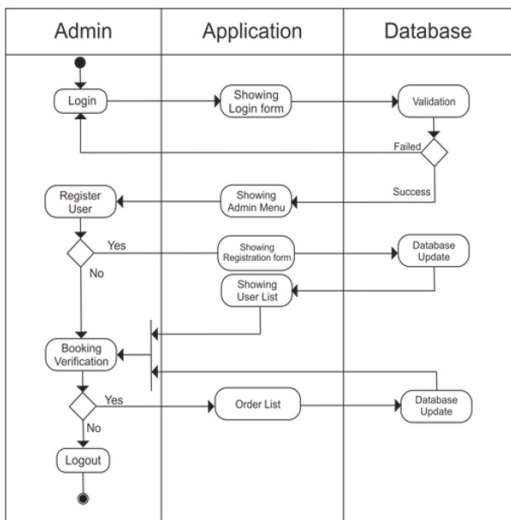 Admin
Application
Database
Login
Showing
Login form
Validation
Failed
Success
Register
User
Showing
Admin Menu
Yes
Showing
Registration form
Database
Update
No
Showing
User List
Booking
Verification
Yes
Order List
Database
Update
No
Logout